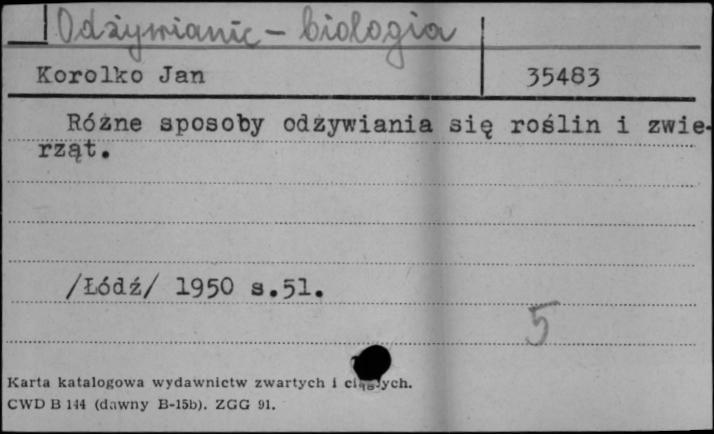 Odżywianie - biologia
Korolko Jan 35483
Różne sposoby odżywiania się roślin i zwie-
rząt.
/Łódź/ 1950 s.51.
5
Karta katalogowa wydawnictw zwartych i ciągłych.
CWD B 144 (dawny B-15b). ZGG 91.